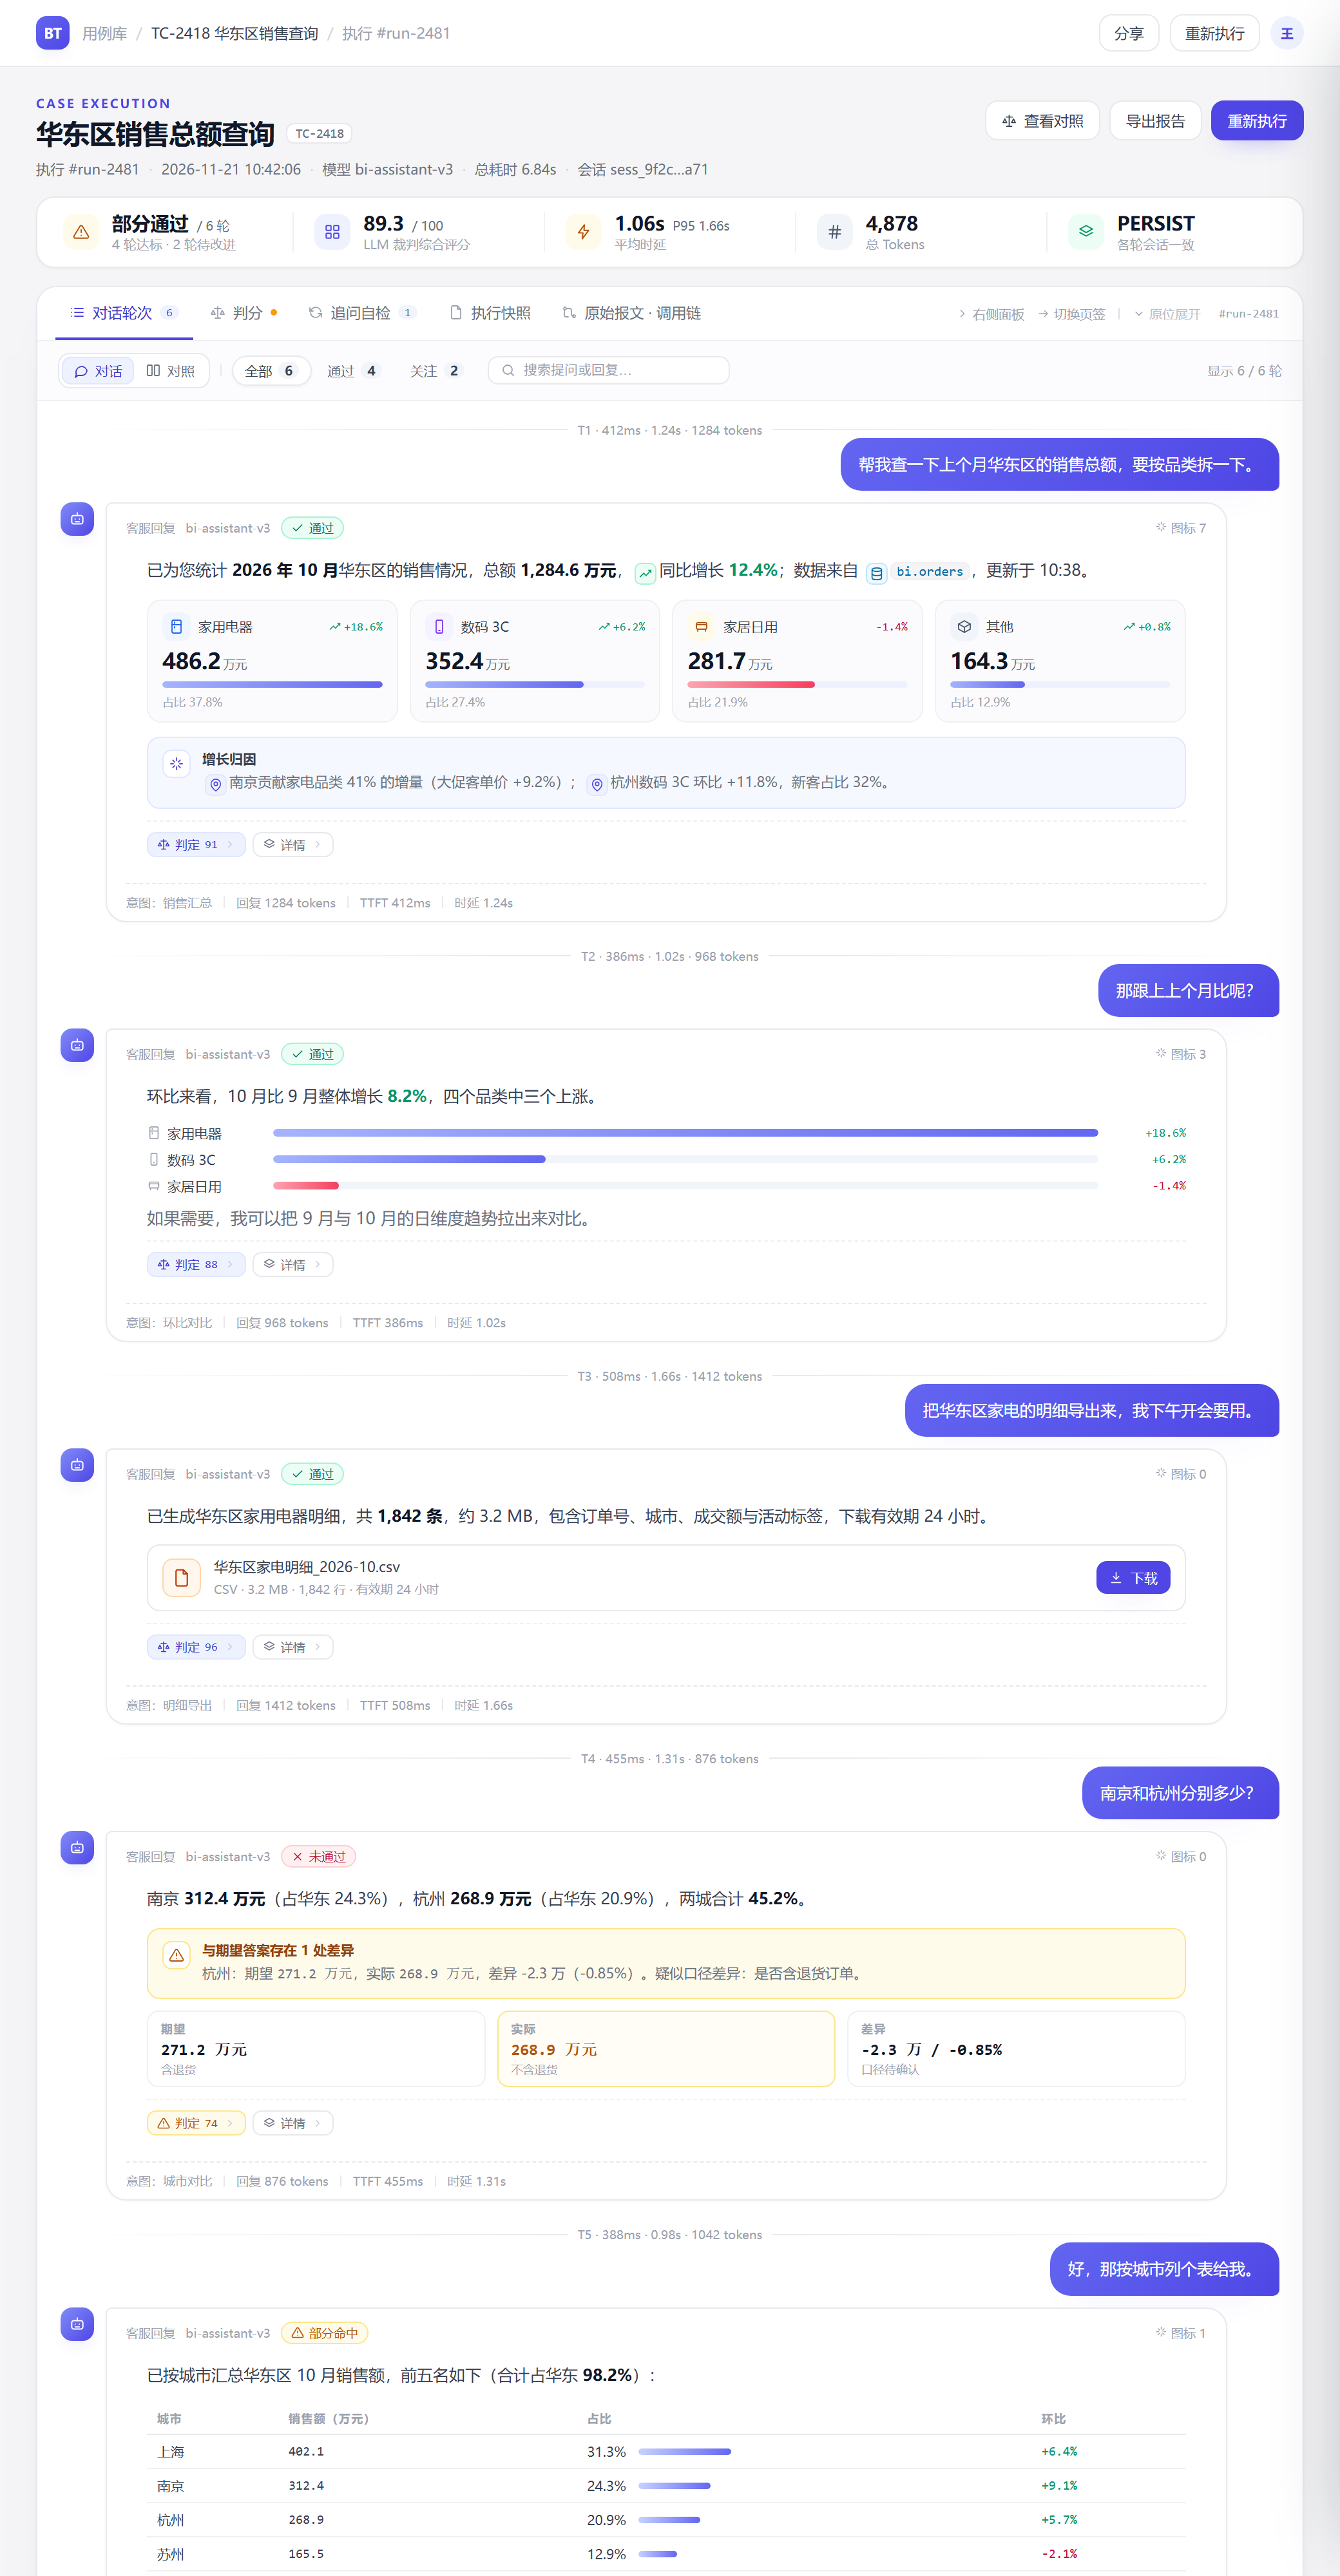 BT 用例库 / TC-2418 华东区销售查询 / 执行 #run-2481 分享 重新执行 王
CASE EXECUTION
华东区销售总额查询 TC-2418 查看对照 导出报告 重新执行
执行 #run-2481 · 2026-11-21 10:42:06 · 模型 bi-assistant-v3 · 总耗时 6.84s · 会话 sess_9f2c…a71
部分通过 / 6 轮
4 轮达标 · 2 轮待改进
89.3 / 100
LLM 裁判综合评分
1.06s P95 1.66s
平均时延
4,878
总 Tokens
PERSIST
各轮会话一致
对话轮次 6 判分 追问自检 1 执行快照 原始报文 · 调用链 右侧面板 切换页签 原位展开 #run-2481
对话 对照 全部 6 通过 4 关注 2 搜索提问或回复… 显示 6 / 6 轮
T1 · 412ms · 1.24s · 1284 tokens
帮我查一下上个月华东区的销售总额，要按品类拆一下。
客服回复 bi-assistant-v3 通过 图标 7
已为您统计 2026 年 10 月华东区的销售情况，总额 1,284.6 万元， 同比增长 12.4%；数据来自 bi.orders，更新于 10:38。
家用电器 +18.6%
486.2 万元
占比 37.8%
数码 3C +6.2%
352.4 万元
占比 27.4%
家居日用 -1.4%
281.7 万元
占比 21.9%
其他 +0.8%
164.3 万元
占比 12.9%
增长归因
南京贡献家电品类 41% 的增量（大促客单价 +9.2%）； 杭州数码 3C 环比 +11.8%，新客占比 32%。
判定 91 详情
意图：销售汇总 回复 1284 tokens TTFT 412ms 时延 1.24s
T2 · 386ms · 1.02s · 968 tokens
那跟上上个月比呢？
客服回复 bi-assistant-v3 通过 图标 3
环比来看，10 月比 9 月整体增长 8.2%，四个品类中三个上涨。
家用电器 +18.6%
数码 3C +6.2%
家居日用 -1.4%
如果需要，我可以把 9 月与 10 月的日维度趋势拉出来对比。
判定 88 详情
意图：环比对比 回复 968 tokens TTFT 386ms 时延 1.02s
T3 · 508ms · 1.66s · 1412 tokens
把华东区家电的明细导出来，我下午开会要用。
客服回复 bi-assistant-v3 通过 图标 0
已生成华东区家用电器明细，共 1,842 条，约 3.2 MB，包含订单号、城市、成交额与活动标签，下载有效期 24 小时。
华东区家电明细_2026-10.csv
CSV · 3.2 MB · 1,842 行 · 有效期 24 小时
下载
判定 96 详情
意图：明细导出 回复 1412 tokens TTFT 508ms 时延 1.66s
T4 · 455ms · 1.31s · 876 tokens
南京和杭州分别多少？
客服回复 bi-assistant-v3 未通过 图标 0
南京 312.4 万元（占华东 24.3%），杭州 268.9 万元（占华东 20.9%），两城合计 45.2%。
与期望答案存在 1 处差异
杭州：期望 271.2 万元，实际 268.9 万元，差异 -2.3 万（-0.85%）。疑似口径差异：是否含退货订单。
期望
271.2 万元
含退货
实际
268.9 万元
不含退货
差异
-2.3 万 / -0.85%
口径待确认
判定 74 详情
意图：城市对比 回复 876 tokens TTFT 455ms 时延 1.31s
T5 · 388ms · 0.98s · 1042 tokens
好，那按城市列个表给我。
客服回复 bi-assistant-v3 部分命中 图标 1
已按城市汇总华东区 10 月销售额，前五名如下（合计占华东 98.2%）：
城市 销售额（万元） 占比 环比
上海 402.1 31.3% +6.4%
南京 312.4 24.3% +9.1%
杭州 268.9 20.9% +5.7%
苏州 165.5 12.9% -2.1%